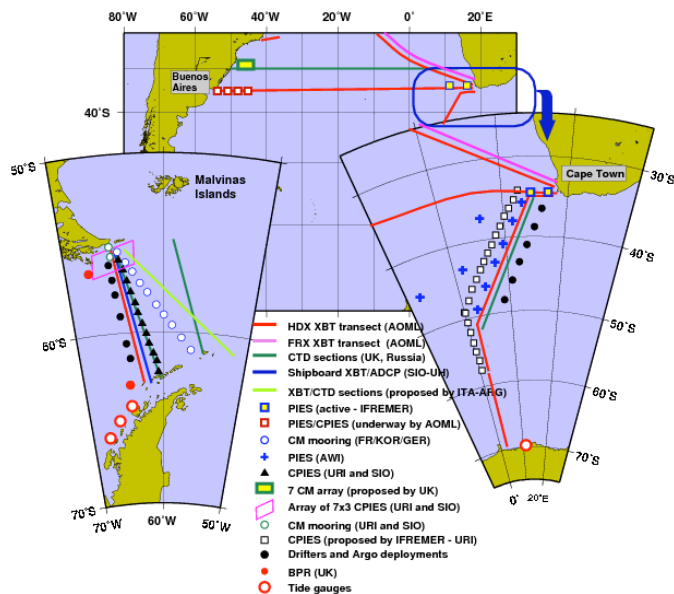 80°W 60°W 40°W 20°W 0° 20°E
Buenos
Aires
40°S
50°S
Malvinas
Islands
Cape Town
30°S
40°S
50°S
60°S
60°S
70°S
70°S
70°W
60°W
50°W
0°
20°E
HDX XBT transect (AOML)
FRX XBT transect (AOML)
CTD sections (UK, Russia)
Shipboard XBT/ADCP (SIO-UH)
XBT/CTD sections (proposed by ITA-ARG)
PIES (active - IFREMER)
PIES/CPIES (underway by AOML)
CM mooring (FR/KOR/GER)
PIES (AWI)
CPIES (URI and SIO)
7 CM array (proposed by UK)
Array of 7x3 CPIES (URI and SIO)
CM mooring (URI and SIO)
CPIES (proposed by IFREMER - URI)
Drifters and Argo deployments
BPR (UK)
Tide gauges